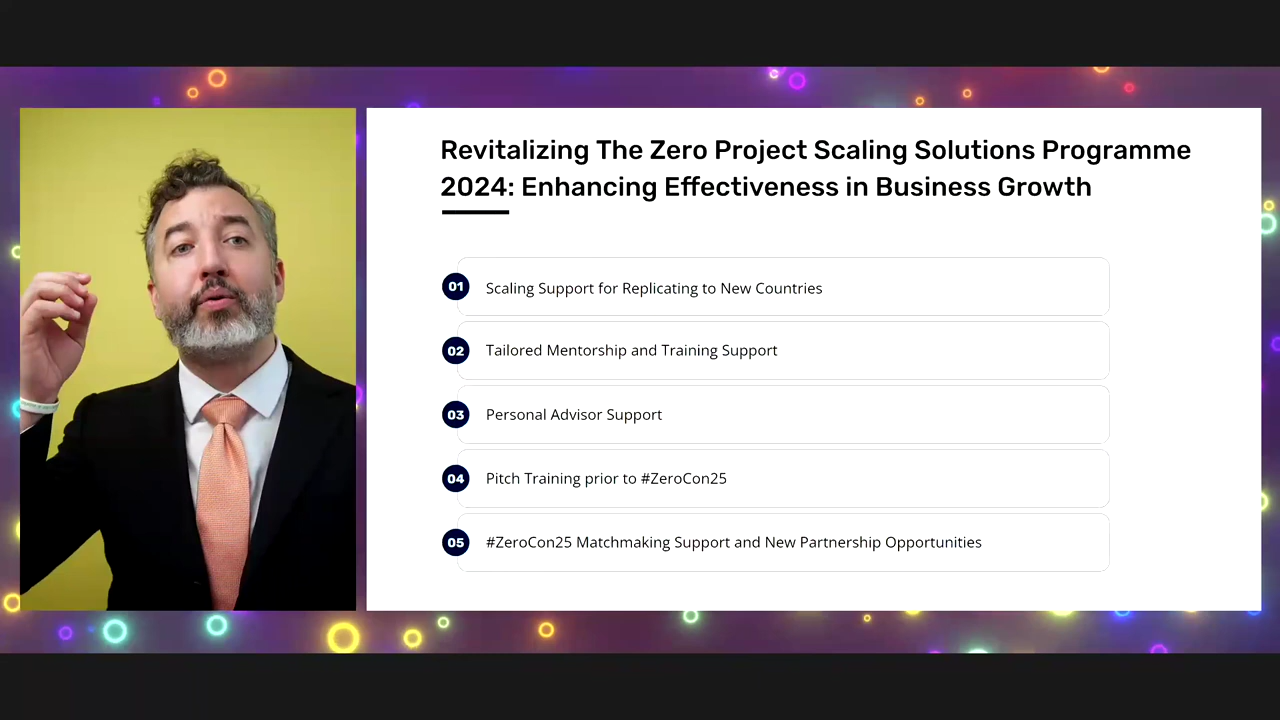 Revitalizing The Zero Project Scaling Solutions Programme
2024: Enhancing Effectiveness in Business Growth
01 Scaling Support for Replicating to New Countries
02 Tailored Mentorship and Training Support
03 Personal Advisor Support
04 Pitch Training prior to #ZeroCon25
05 #ZeroCon25 Matchmaking Support and New Partnership Opportunities